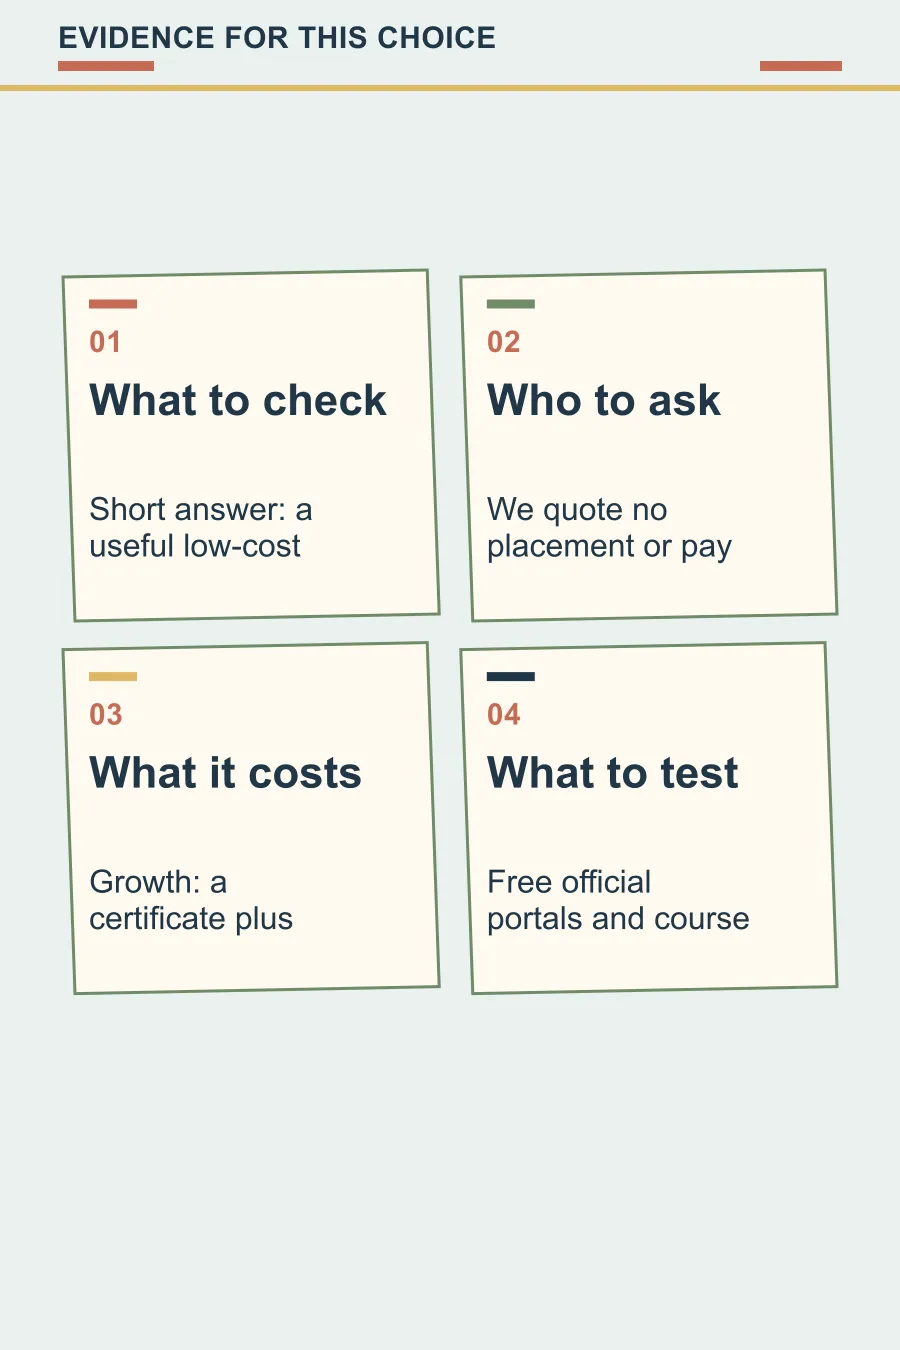 EVIDENCE FOR THIS CHOICE
01
What to check
Short answer: a
useful low-cost
02
Who to ask
We quote no
placement or pay
03
What it costs
Growth: a
certificate plus
04
What to test
Free official
portals and course